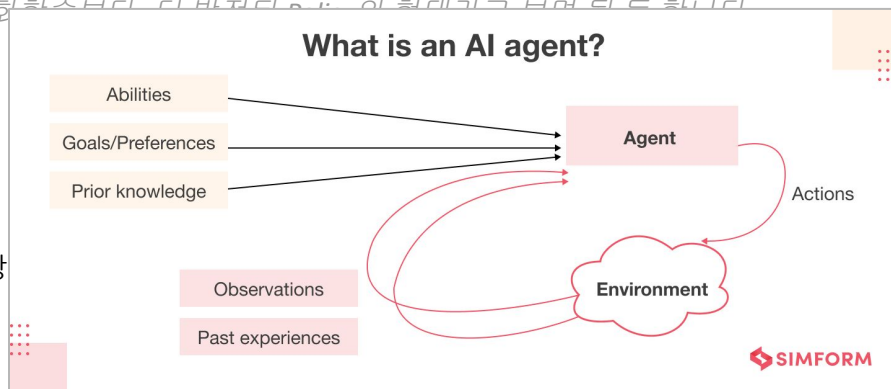 What is an AI agent?
Abilities
Goals/Preferences
Prior knowledge
Agent
Actions
Environment
Observations
Past experiences
SIMFORM